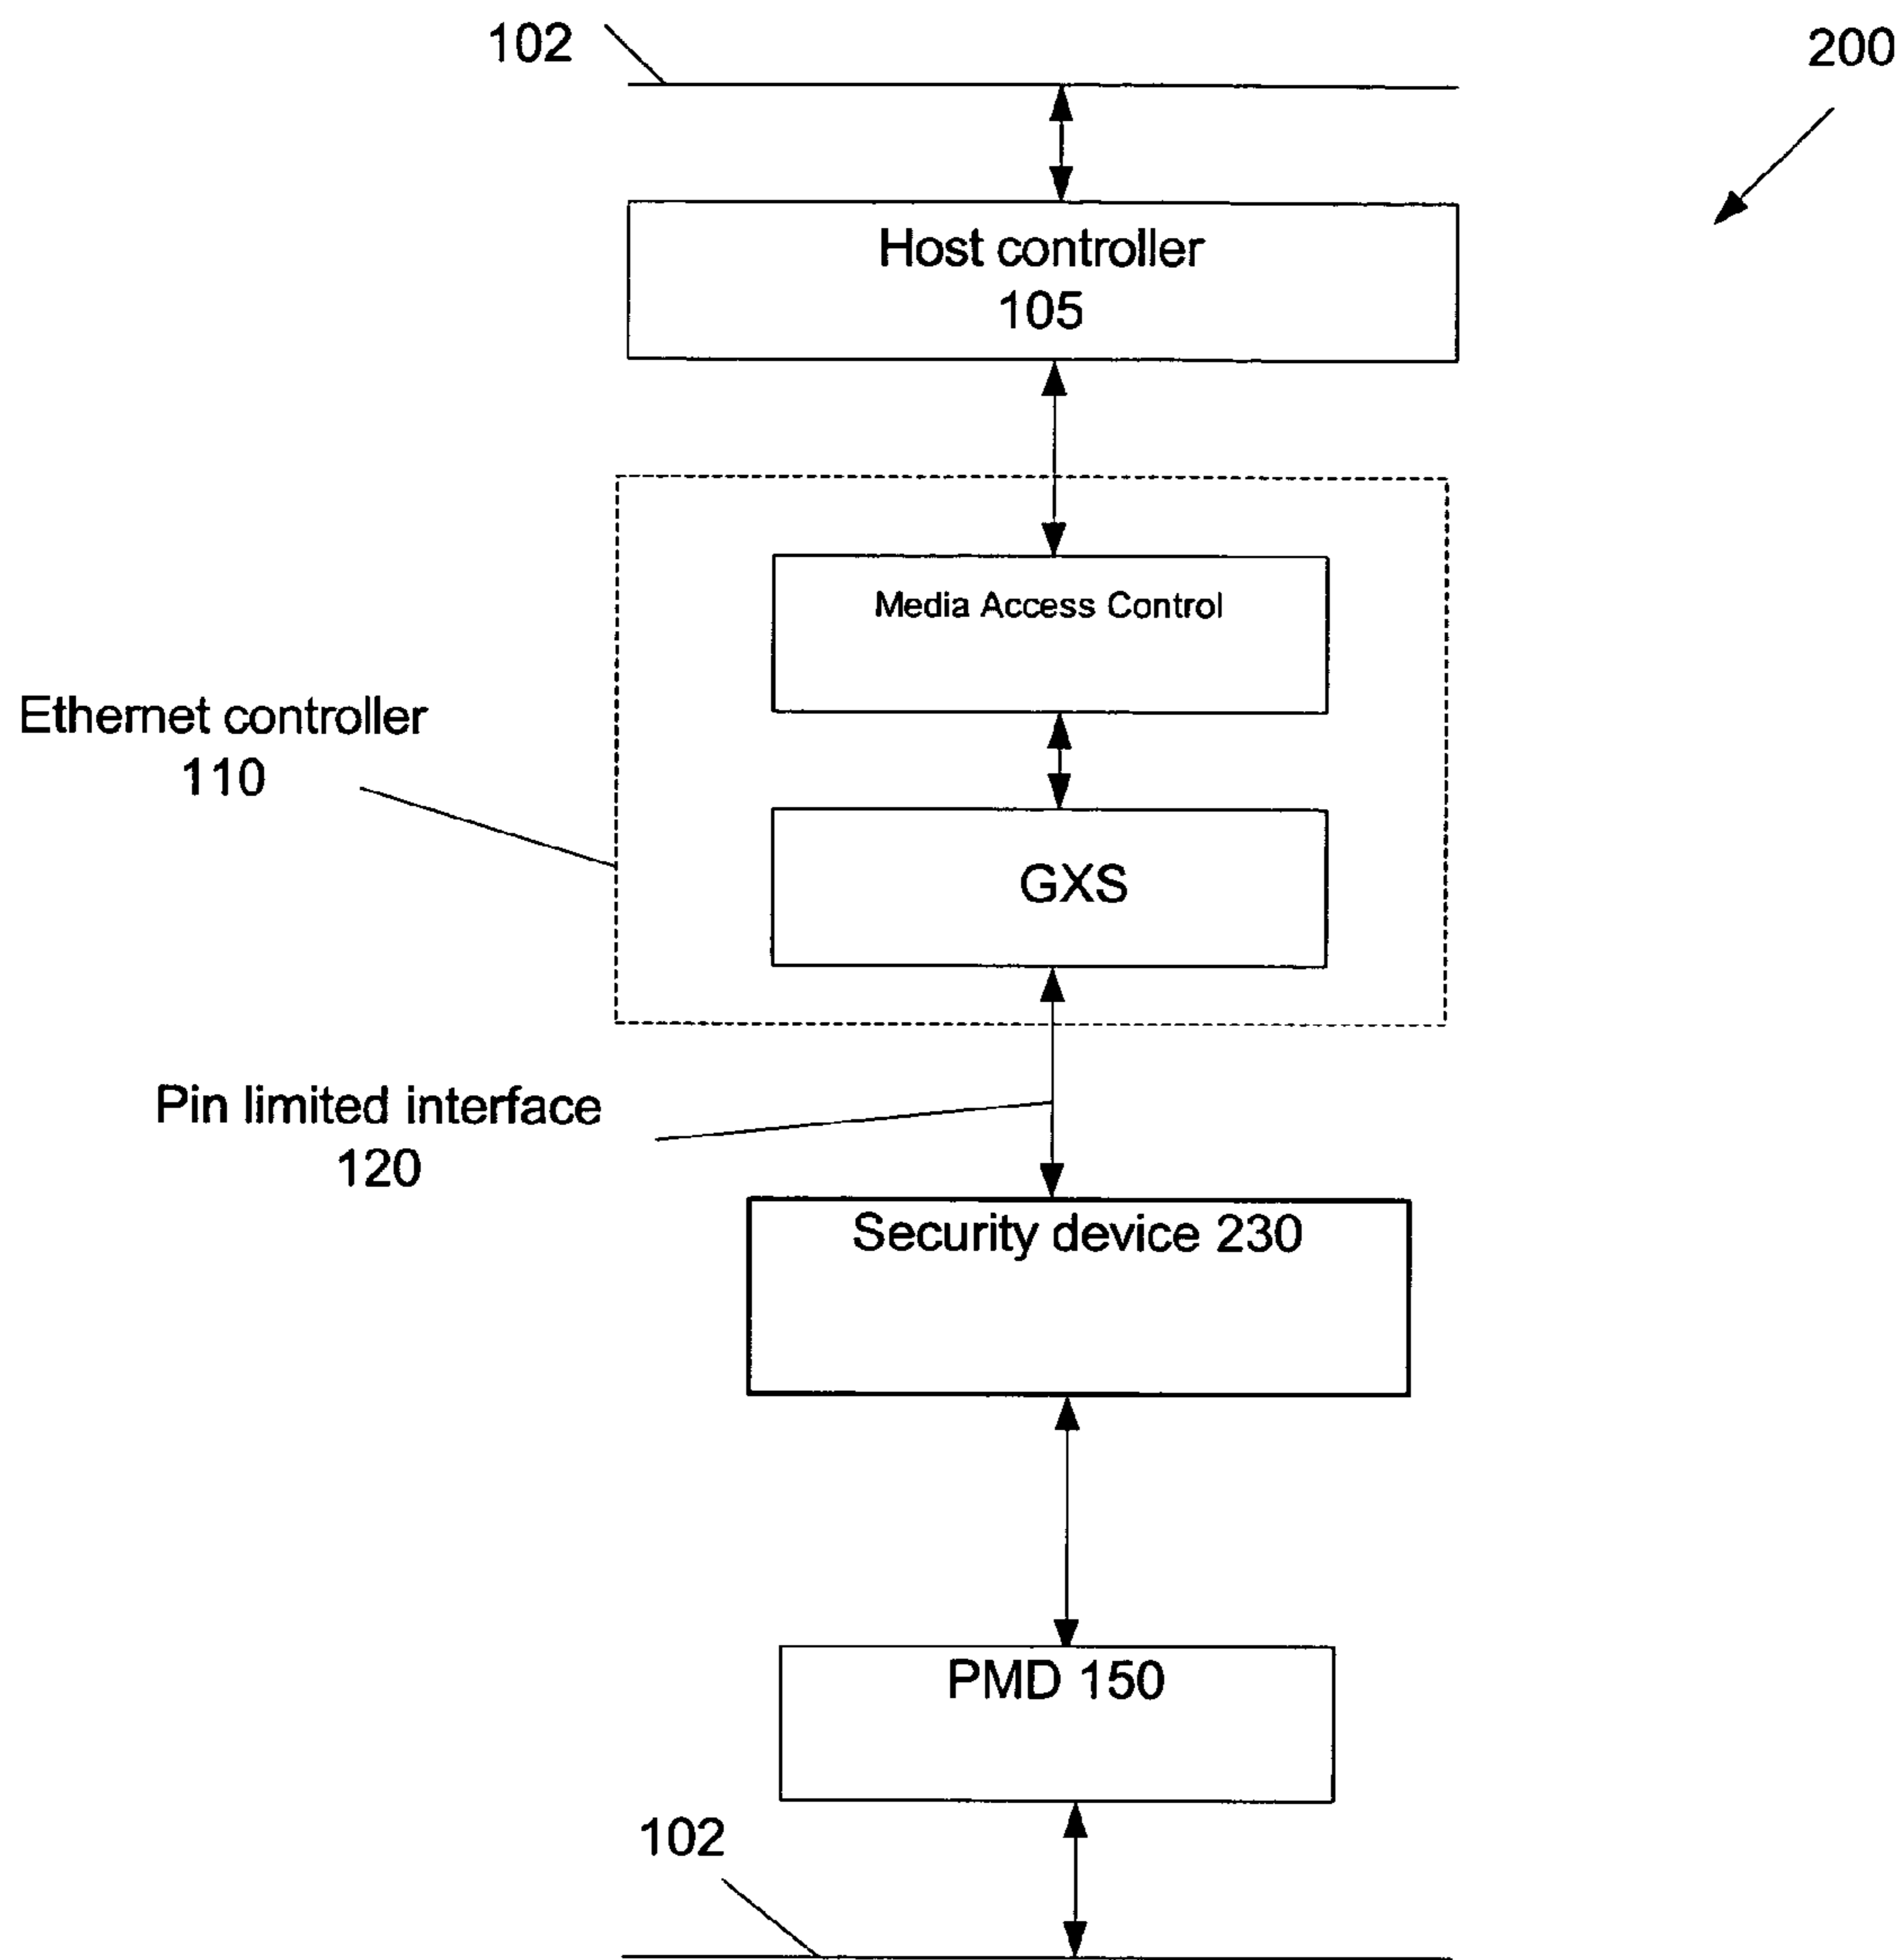 102
200
Host controller
105
Media Access Control
Ethernet controller
110
GXS
Pin limited interface
120
Security device 230
PMD 150
102